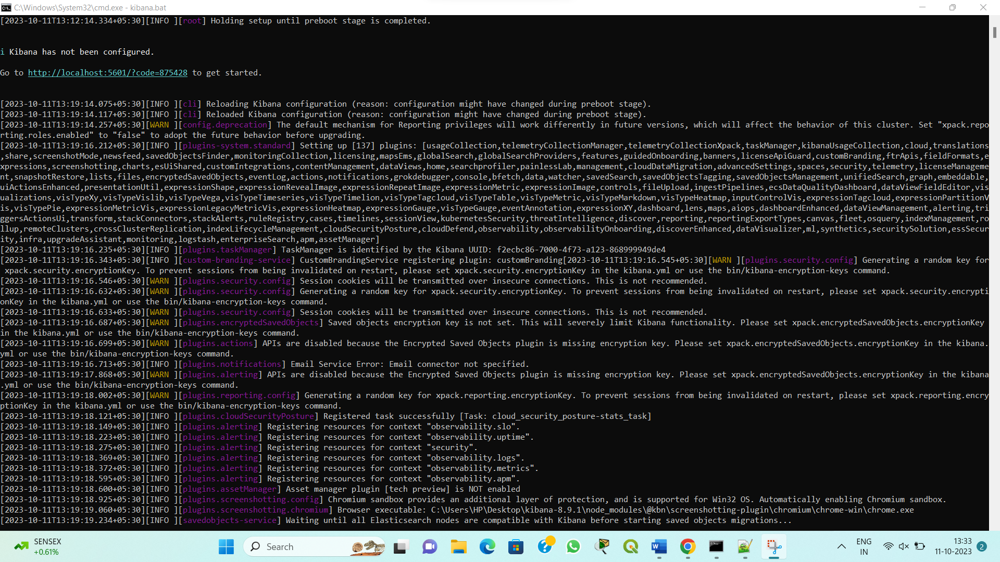 C:\Windows\System32\cmd.exe - kibana.bat
[2023-10-11T13:12:14.334+05:30][INFO ][root] Holding setup until preboot stage is completed.
i Kibana has not been configured.
Go to http://localhost:5601/?code=875428 to get started.
[2023-10-11T13:19:14.075+05:30][INFO ][cli] Reloading Kibana configuration (reason: configuration might have changed during preboot stage).
[2023-10-11T13:19:14.117+05:30][INFO ][cli] Reloaded Kibana configuration (reason: configuration might have changed during preboot stage).
[2023-10-11T13:19:14.257+05:30][WARN ][config.deprecation] The default mechanism for Reporting privileges will work differently in future versions, which will affect the behavior of this cluster. Set "xpack.repo
rting.roles.enabled" to "false" to adopt the future behavior before upgrading.
[2023-10-11T13:19:16.212+05:30][INFO ][plugins-system.standard] Setting up [137] plugins: [usageCollection,telemetryCollectionManager,telemetryCollectionXpack,taskManager,kibanaUsageCollection,cloud,translations
,share,screenshotMode,newsfeed,savedObjectsFinder,monitoringCollection,licensing,mapsEms,globalSearch,globalSearchProviders,features,guidedOnboarding,banners,licenseApiGuard,customBranding,ftrApis,fieldFormats,e
xpressions,screenshotting,charts,esUiShared,customIntegrations,contentManagement,dataViews,home,searchprofiler,painlessLab,management,cloudDataMigration,advancedSettings,spaces,security,telemetry,licenseManageme
nt,snapshotRestore,lists,files,encryptedSavedObjects,eventLog,actions,notifications,grokdebugger,console,bfetch,data,watcher,savedSearch,savedObjectsTagging,savedObjectsManagement,unifiedSearch,graph,embeddable,
uiActionsEnhanced,presentationUtil,expressionShape,expressionRevealImage,expressionRepeatImage,expressionMetric,expressionImage,controls,fileUpload,ingestPipelines,ecsDataQualityDashboard,dataViewFieldEditor,vis
ualizations,visTypeXy,visTypeVislib,visTypeVega,visTypeTimeseries,visTypeTimelion,visTypeTagcloud,visTypeTable,visTypeMetric,visTypeMarkdown,visTypeHeatmap,inputControlVis,expressionTagcloud,expressionPartitionV
is,visTypePie,expressionMetricVis,expressionLegacyMetricVis,expressionHeatmap,expressionGauge,visTypeGauge,eventAnnotation,expressionXY,dashboard,lens,maps,aiops,dashboardEnhanced,dataViewManagement,alerting,tri
ggersActionsUi,transform,stackConnectors,stackAlerts,ruleRegistry,cases,timelines,sessionView,kubernetesSecurity,threatIntelligence,discover,reporting,reportingExportTypes,canvas,fleet,osquery,indexManagement,ro
llup,remoteClusters,crossClusterReplication,indexLifecycleManagement,cloudSecurityPosture,cloudDefend,observability,observabilityOnboarding,discoverEnhanced,dataVisualizer,ml,synthetics,securitySolution,essSecur
ity,infra,upgradeAssistant,monitoring,logstash,enterpriseSearch,apm,assetManager]
[2023-10-11T13:19:16.235+05:30][INFO ][plugins.taskManager] TaskManager is identified by the Kibana UUID: f2ecbc86-7000-4f73-a123-868999949de4
[2023-10-11T13:19:16.343+05:30][INFO ][custom-branding-service] CustomBrandingService registering plugin: customBranding[2023-10-11T13:19:16.545+05:30][WARN ][plugins.security.config] Generating a random key for
 xpack.security.encryptionKey. To prevent sessions from being invalidated on restart, please set xpack.security.encryptionKey in the kibana.yml or use the bin/kibana-encryption-keys command.
[2023-10-11T13:19:16.546+05:30][WARN ][plugins.security.config] Session cookies will be transmitted over insecure connections. This is not recommended.
[2023-10-11T13:19:16.632+05:30][WARN ][plugins.security.config] Generating a random key for xpack.security.encryptionKey. To prevent sessions from being invalidated on restart, please set xpack.security.encrypti
onKey in the kibana.yml or use the bin/kibana-encryption-keys command.
[2023-10-11T13:19:16.633+05:30][WARN ][plugins.security.config] Session cookies will be transmitted over insecure connections. This is not recommended.
[2023-10-11T13:19:16.687+05:30][WARN ][plugins.encryptedSavedObjects] Saved objects encryption key is not set. This will severely limit Kibana functionality. Please set xpack.encryptedSavedObjects.encryptionKey
in the kibana.yml or use the bin/kibana-encryption-keys command.
[2023-10-11T13:19:16.699+05:30][WARN ][plugins.actions] APIs are disabled because the Encrypted Saved Objects plugin is missing encryption key. Please set xpack.encryptedSavedObjects.encryptionKey in the kibana.
yml or use the bin/kibana-encryption-keys command.
[2023-10-11T13:19:16.713+05:30][INFO ][plugins.notifications] Email Service Error: Email connector not specified.
[2023-10-11T13:19:17.868+05:30][WARN ][plugins.alerting] APIs are disabled because the Encrypted Saved Objects plugin is missing encryption key. Please set xpack.encryptedSavedObjects.encryptionKey in the kibana
.yml or use the bin/kibana-encryption-keys command.
[2023-10-11T13:19:18.002+05:30][WARN ][plugins.reporting.config] Generating a random key for xpack.reporting.encryptionKey. To prevent sessions from being invalidated on restart, please set xpack.reporting.encry
ptionKey in the kibana.yml or use the bin/kibana-encryption-keys command.
[2023-10-11T13:19:18.121+05:30][INFO ][plugins.cloudSecurityPosture] Registered task successfully [Task: cloud_security_posture-stats_task]
[2023-10-11T13:19:18.149+05:30][INFO ][plugins.alerting] Registering resources for context "observability.slo".
[2023-10-11T13:19:18.223+05:30][INFO ][plugins.alerting] Registering resources for context "observability.uptime".
[2023-10-11T13:19:18.275+05:30][INFO ][plugins.alerting] Registering resources for context "security".
[2023-10-11T13:19:18.369+05:30][INFO ][plugins.alerting] Registering resources for context "observability.logs".
[2023-10-11T13:19:18.372+05:30][INFO ][plugins.alerting] Registering resources for context "observability.metrics".
[2023-10-11T13:19:18.595+05:30][INFO ][plugins.alerting] Registering resources for context "observability.apm".
[2023-10-11T13:19:18.600+05:30][INFO ][plugins.assetManager] Asset manager plugin [tech preview] is NOT enabled
[2023-10-11T13:19:18.925+05:30][INFO ][plugins.screenshotting.config] Chromium sandbox provides an additional layer of protection, and is supported for Win32 OS. Automatically enabling Chromium sandbox.
[2023-10-11T13:19:19.060+05:30][INFO ][plugins.screenshotting.chromium] Browser executable: C:\Users\HP\Desktop\kibana-8.9.1\node_modules\@kbn\screenshotting-plugin\chromium\chrome-win\chrome.exe
[2023-10-11T13:19:19.234+05:30][INFO ][savedobjects-service] Waiting until all Elasticsearch nodes are compatible with Kibana before starting saved objects migrations...
SENSEX
+0.61%
Search
ENG
IN
13:33
11-10-2023
2